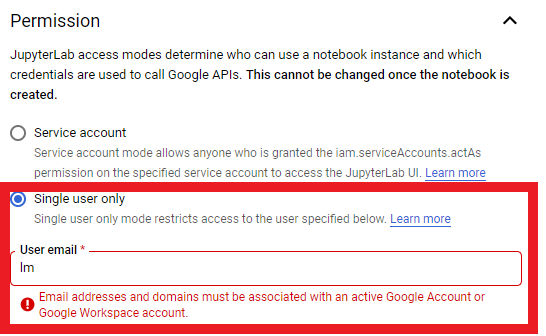 Permission
JupyterLab access modes determine who can use a notebook instance and which
credentials are used to call Google APIs. This cannot be changed once the notebook is
created.
Service account
Service account mode allows anyone who is granted the iam.serviceAccounts.actAs
permission on the specified service account to access the JupyterLab UI. Learn more
Single user only
Single user only mode restricts access to the user specified below. Learn more
User email *
lm
Email addresses and domains must be associated with an active Google Account or
Google Workspace account.